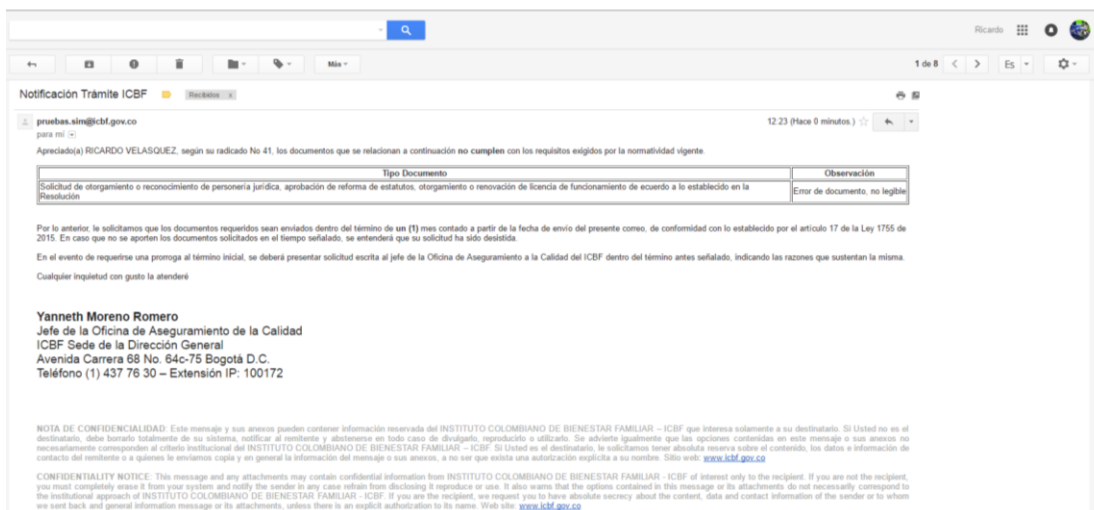 Ricardo
Más
1 de 8
Es
Notificación Trámite ICBF
Recibidos x
pruebas.sim@icbf.gov.co
12:23 (Hace 0 minutos.)
para mí
Apreciado(a) RICARDO VELASQUEZ, según su radicado No 41, los documentos que se relacionan a continuación no cumplen con los requisitos exigidos por la normatividad vigente.
Tipo Documento
Observación
Solicitud de otorgamiento o reconocimiento de personería jurídica, aprobación de reforma de estatutos, otorgamiento o renovación de licencia de funcionamiento de ecuerdo a lo establecido en la
Resolución
Error de documento, no legible
Por lo anterior, le solicitamos que los documentos requeridos sean enviados dentro del término de un (1) mes contado a partir de la fecha de envio del presente correo, de conformidad con lo establecido por el artículo 17 de la Ley 1755 de
2015. En caso que no se aporten los documentos solicitados en el tiempo señalado, se entenderá que su solicitud ha sido desistida.
En el evento de requerirse una prorroga al término inicial, se deberá presentar solicitud escrita al jefe de la Oficina de Aseguramiento a la Calidad del ICBF dentro del término antes señalado, indicando las razones que sustentan la misma.
Cualquier inquietud con gusto la atenderé
Yanneth Moreno Romero
Jefe de la Oficina de Aseguramiento de la Calidad
ICBF Sede de la Dirección General
Avenida Carrera 68 No. 64c-75 Bogotá D.C.
Teléfono (1) 437 76 30 – Extensión IP: 100172
NOTA DE CONFIDENCIALIDAD: Este mensaje y sus anexos pueden contener información reservada del INSTITUTO COLOMBIANO DE BIENESTAR FAMILIAR – ICBF que interesa solamente a su destinatario. Si Usted no es el
destinatario, debe borrarlo totalmente de su sistema, notificar al remitente y abstenerse en todo caso de divulgarlo, reproducirlo o utilizarlo. Se advierte igualmente que las opciones contenidas en este mensaje o sus anexos no
necesariamente corresponden al criterio institucional del INSTITUTO COLOMBIANO DE BIENESTAR FAMILIAR – ICBF. Si Usted es el destinatario, le solicitamos tener absoluta reserva sobre el contenido, los datos e información de
contacto del remitente o a quienes le enviamos copia y en general la información del mensaje o sus anexos, a no ser que exista una autorización explícita a su nombre. Sitio web: www.icbf.gov.co
CONFIDENTIALITY NOTICE: This message and any attachments may contain confidential information from INSTITUTO COLOMBIANO DE BIENESTAR FAMILIAR - ICBF of interest only to the recipient. If you are not the recipient,
you must completely erase it from your system and notify the sender in any case refrain from disclosing it reproduce or use. It also warns that the options contained in this message or its attachments do not necessarily correspond to
the institutional approach of INSTITUTO COLOMBIANO DE BIENESTAR FAMILIAR - ICBF. If you are the recipient, we request you to have absolute secrecy about the content, data and contact information of the sender or to whom
we sent back and general information message or its attachments, unless there is an explicit authorization to its name. Web site: www.icbf.gov.co